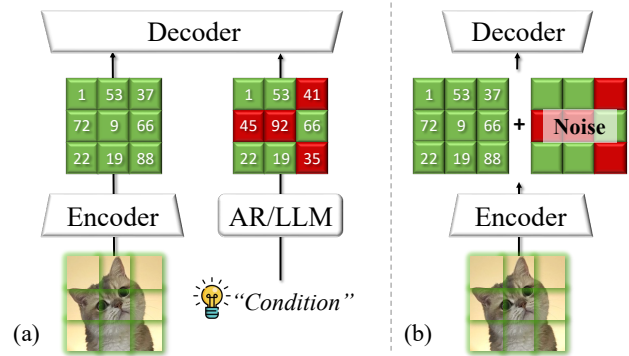 Decoder
1 53 37
72 9 66
22 19 88
1 53 41
45 92 66
22 19 35
Encoder
AR/LLM
“Condition”
(a)
Decoder
1 53 37
72 9 66
22 19 88
+
Noise
Encoder
(b)